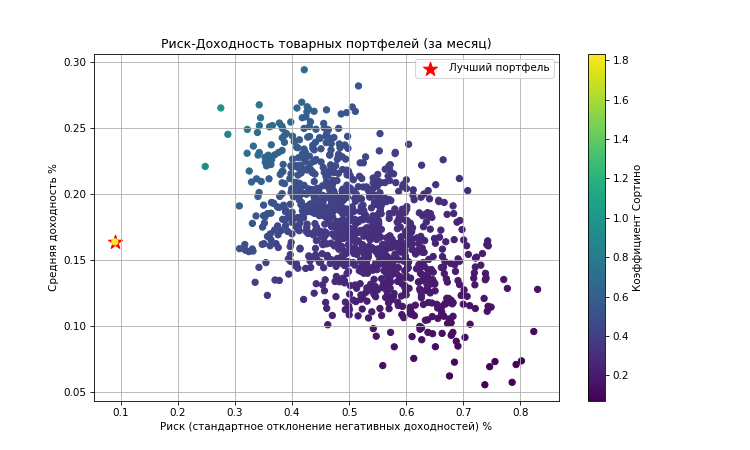 Риск-Доходность товарных портфелей (за месяц)
Лучший портфель
Средняя доходность %
0.30
0.25
0.20
0.15
0.10
0.05
0.1 0.2 0.3 0.4 0.5 0.6 0.7 0.8
Риск (стандартное отклонение негативных доходностей) %
1.8
1.6
1.4
1.2
1.0
0.8
0.6
0.4
0.2
Коэффициент Сортино